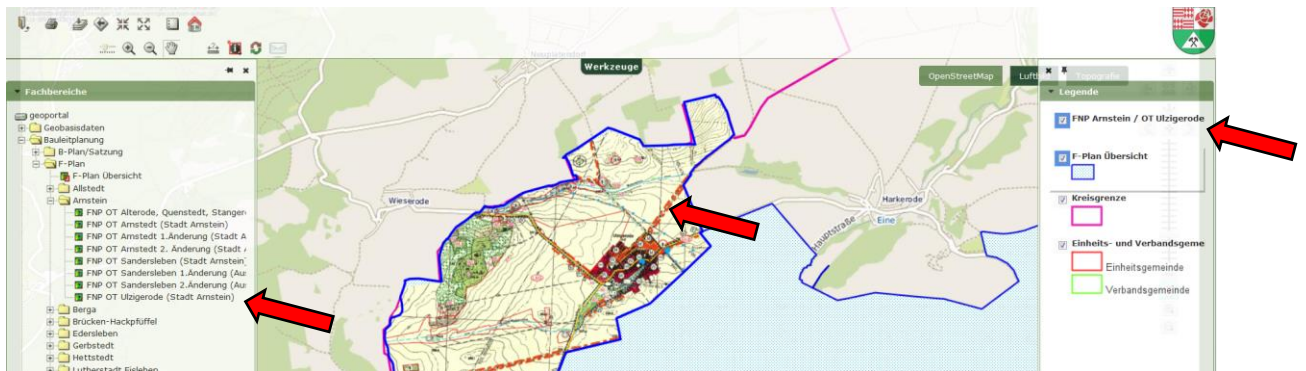 Werkzeuge
OpenStreetMap
Topografie
Fachbereiche
geoportal
Geobasisdaten
Bauleitplanung
B-Plan/Satzung
F-Plan
F-Plan Übersicht
Allstedt
Arnstein
FNP OT Alterode, Quenstedt, Stanger
FNP OT Arnstedt (Stadt Arnstein)
FNP OT Arnstedt 1.Änderung (Stadt A
FNP OT Arnstedt 2. Änderung (Stadt
FNP OT Sandersleben (Stadt Arnstein
FNP OT Sandersleben 1.Änderung (Au
FNP OT Sandersleben 2.Änderung (Au
FNP OT Ulzigerode (Stadt Arnstein)
Berga
Brücken-Hackpfüffel
Edersleben
Gerbstedt
Hettstedt
Lutherstadt Eisleben
Wieserode
Harkerode
Eine
Hauptstraße
Legende
FNP Arnstein / OT Ulzigerode
F-Plan Übersicht
Kreisgrenze
Einheits- und Verbandsgeme
Einheitsgemeinde
Verbandsgemeinde